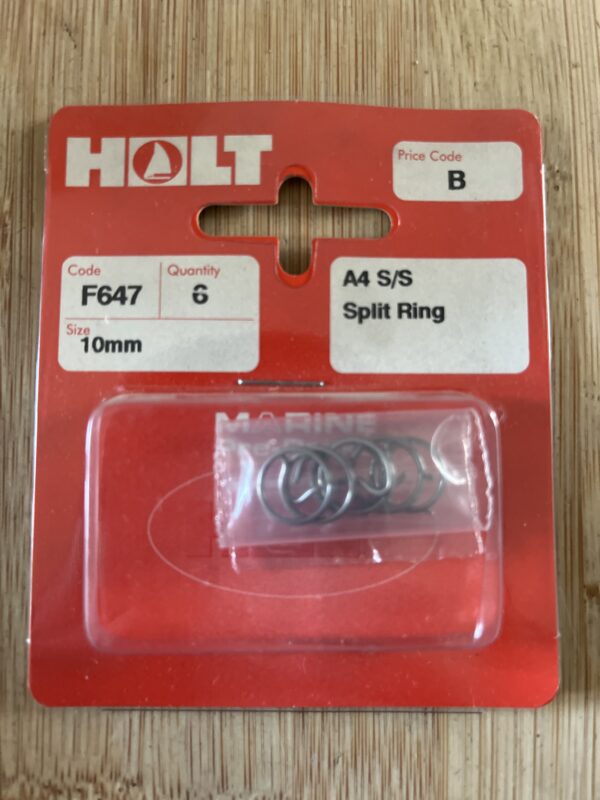 HOLT
Price Code
B
Code
F647
Quantity
6
Size
10mm
A4 S/S
Split Ring
MARINE